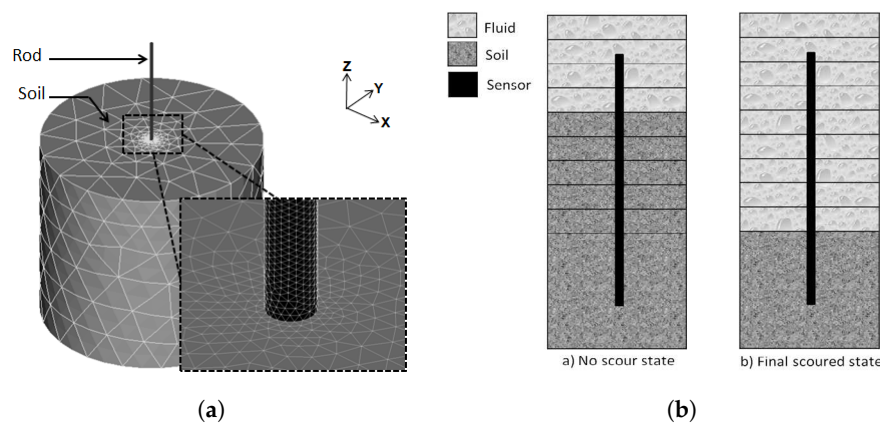 Rod
Soil
Z
Y
X
(a)
Fluid
Soil
Sensor
a) No scour state
b) Final scoured state
(b)